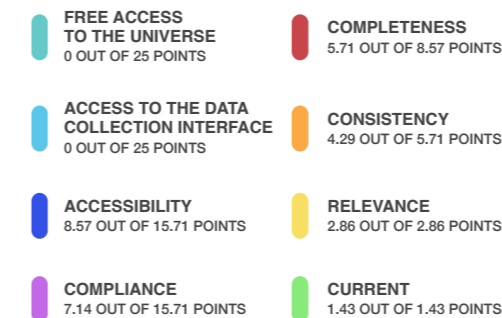 FREE ACCESS
TO THE UNIVERSE
0 OUT OF 25 POINTS
ACCESS TO THE DATA
COLLECTION INTERFACE
0 OUT OF 25 POINTS
ACCESSIBILITY
8.57 OUT OF 15.71 POINTS
COMPLIANCE
7.14 OUT OF 15.71 POINTS
COMPLETENESS
5.71 OUT OF 8.57 POINTS
CONSISTENCY
4.29 OUT OF 5.71 POINTS
RELEVANCE
2.86 OUT OF 2.86 POINTS
CURRENT
1.43 OUT OF 1.43 POINTS